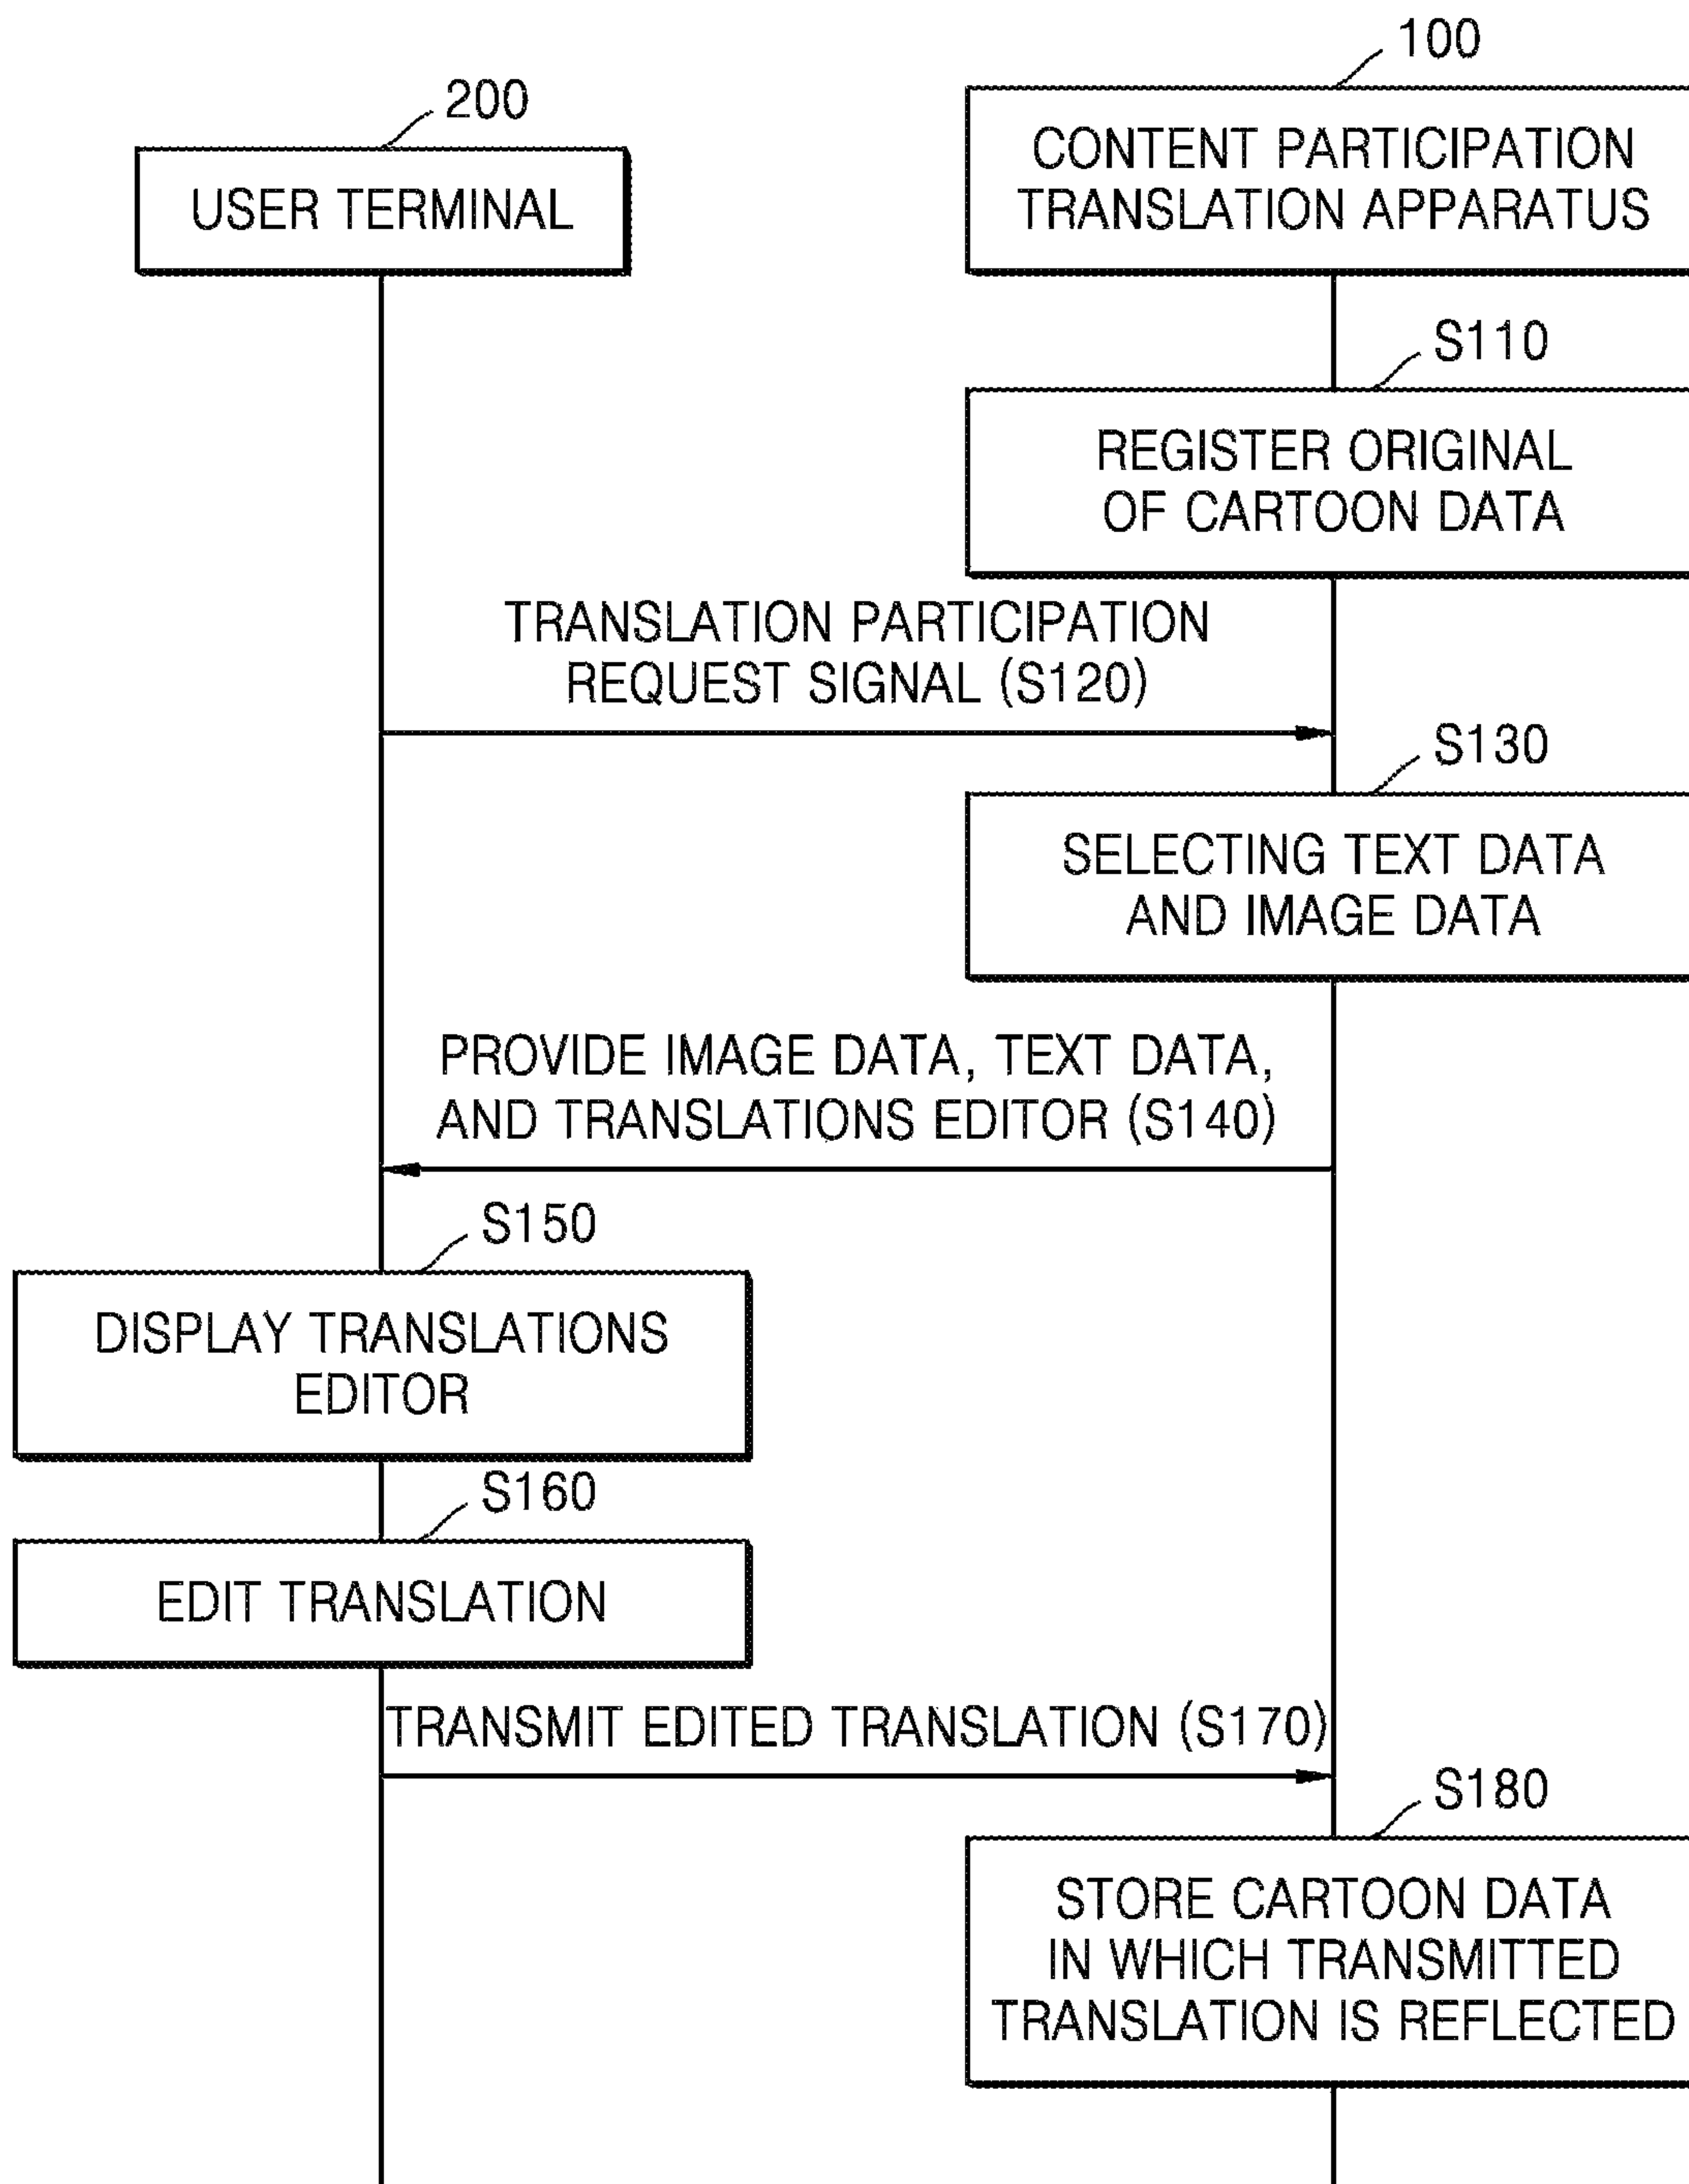 100
200
CONTENT PARTICIPATION
TRANSLATION APPARATUS
USER TERMINAL
S110
REGISTER ORIGINAL
OF CARTOON DATA
TRANSLATION PARTICIPATION
REQUEST SIGNAL (S120)
S130
SELECTING TEXT DATA
AND IMAGE DATA
PROVIDE IMAGE DATA, TEXT DATA,
AND TRANSLATIONS EDITOR (S140)
S150
DISPLAY TRANSLATIONS
EDITOR
S160
EDIT TRANSLATION
TRANSMIT EDITED TRANSLATION (S170)
S180
STORE CARTOON DATA
IN WHICH TRANSMITTED
TRANSLATION IS REFLECTED